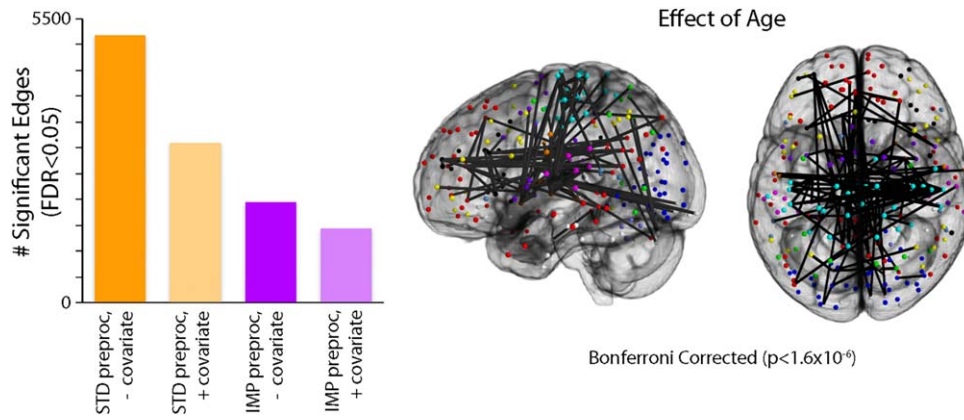 5500
# Significant Edges
(FDR<0.05)
0
STD preproc,
- covariate
STD preproc,
+ covariate
IMP preproc,
- covariate
IMP preproc,
+ covariate
Effect of Age
Bonferroni Corrected (p<1.6x10⁻⁶)